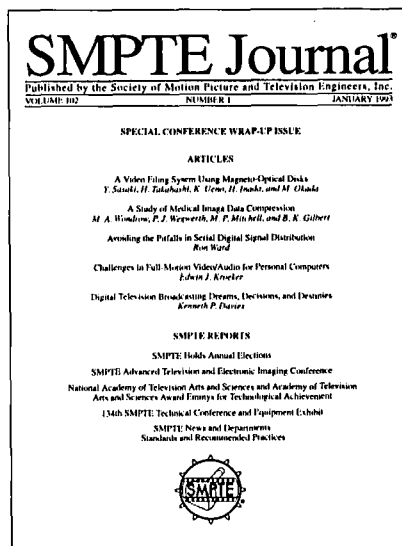 SMPTE Journal®
Published by the Society of Motion Picture and Television Engineers, Inc.
VOLUME 102 NUMBER 1 JANUARY 1993
SPECIAL CONFERENCE WRAP-UP ISSUE
ARTICLES
A Video Filing System Using Magneto-Optical Disks
Y. Sasaki, H. Takahashi, K. Ueno, H. Inada, and M. Okada
A Study of Medical Image Data Compression
M. A. Wondrow, P. J. Wegwerth, M. P. Mitchell, and B. K. Gilbert
Avoiding the Pitfalls in Serial Digital Signal Distribution
Ron Ward
Challenges in Full-Motion Video/Audio for Personal Computers
Edwin J. Kroeker
Digital Television Broadcasting Dreams, Decisions, and Destinies
Kenneth P. Davies
SMPTE REPORTS
SMPTE Holds Annual Elections
SMPTE Advanced Television and Electronic Imaging Conference
National Academy of Television Arts and Sciences and Academy of Television
Arts and Sciences Award Emmys for Technological Achievement
134th SMPTE Technical Conference and Equipment Exhibit
SMPTE News and Departments
Standards and Recommended Practices
SMPTE